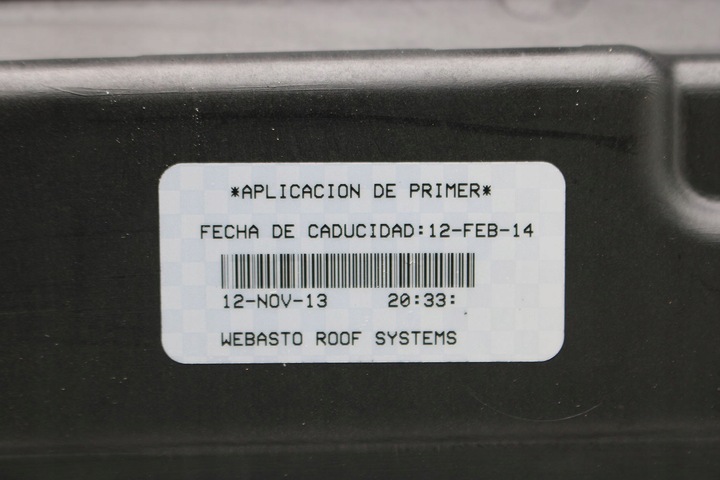 *APLICACION DE PRIMER*
FECHA DE CADUCIDAD:12-FEB-14
12-NOV-13 20:33:
WEBASTO ROOF SYSTEMS